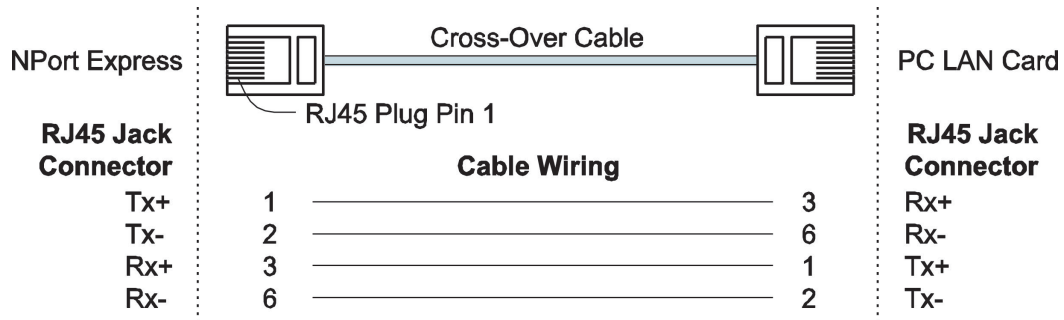 NPort Express Cross-Over Cable PC LAN Card
RJ45 Plug Pin 1
RJ45 Jack Connector
Cable Wiring
RJ45 Jack Connector
Tx+ 1 3 Rx+
Tx- 2 6 Rx-
Rx+ 3 1 Tx+
Rx- 6 2 Tx-